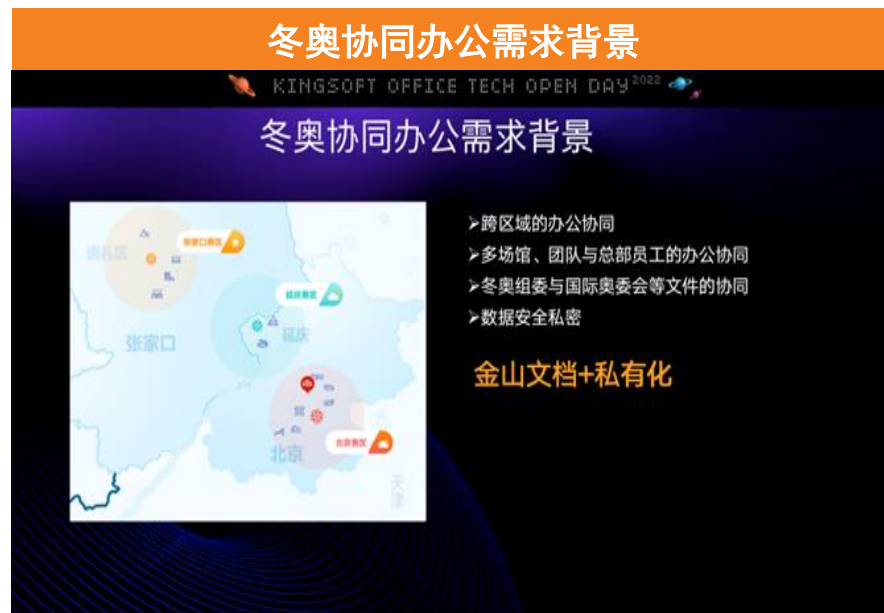 冬奥协同办公需求背景
KINGSOFT OFFICE TECH OPEN DAY 2022
冬奥协同办公需求背景
➢跨区域的办公协同
➢多场馆、团队与总部员工的办公协同
➢冬奥组委与国际奥委会等文件的协同
➢数据安全私密
金山文档+私有化
张家口赛区
崇礼区
延庆赛区
张家口
延庆
北京赛区
北京
天津